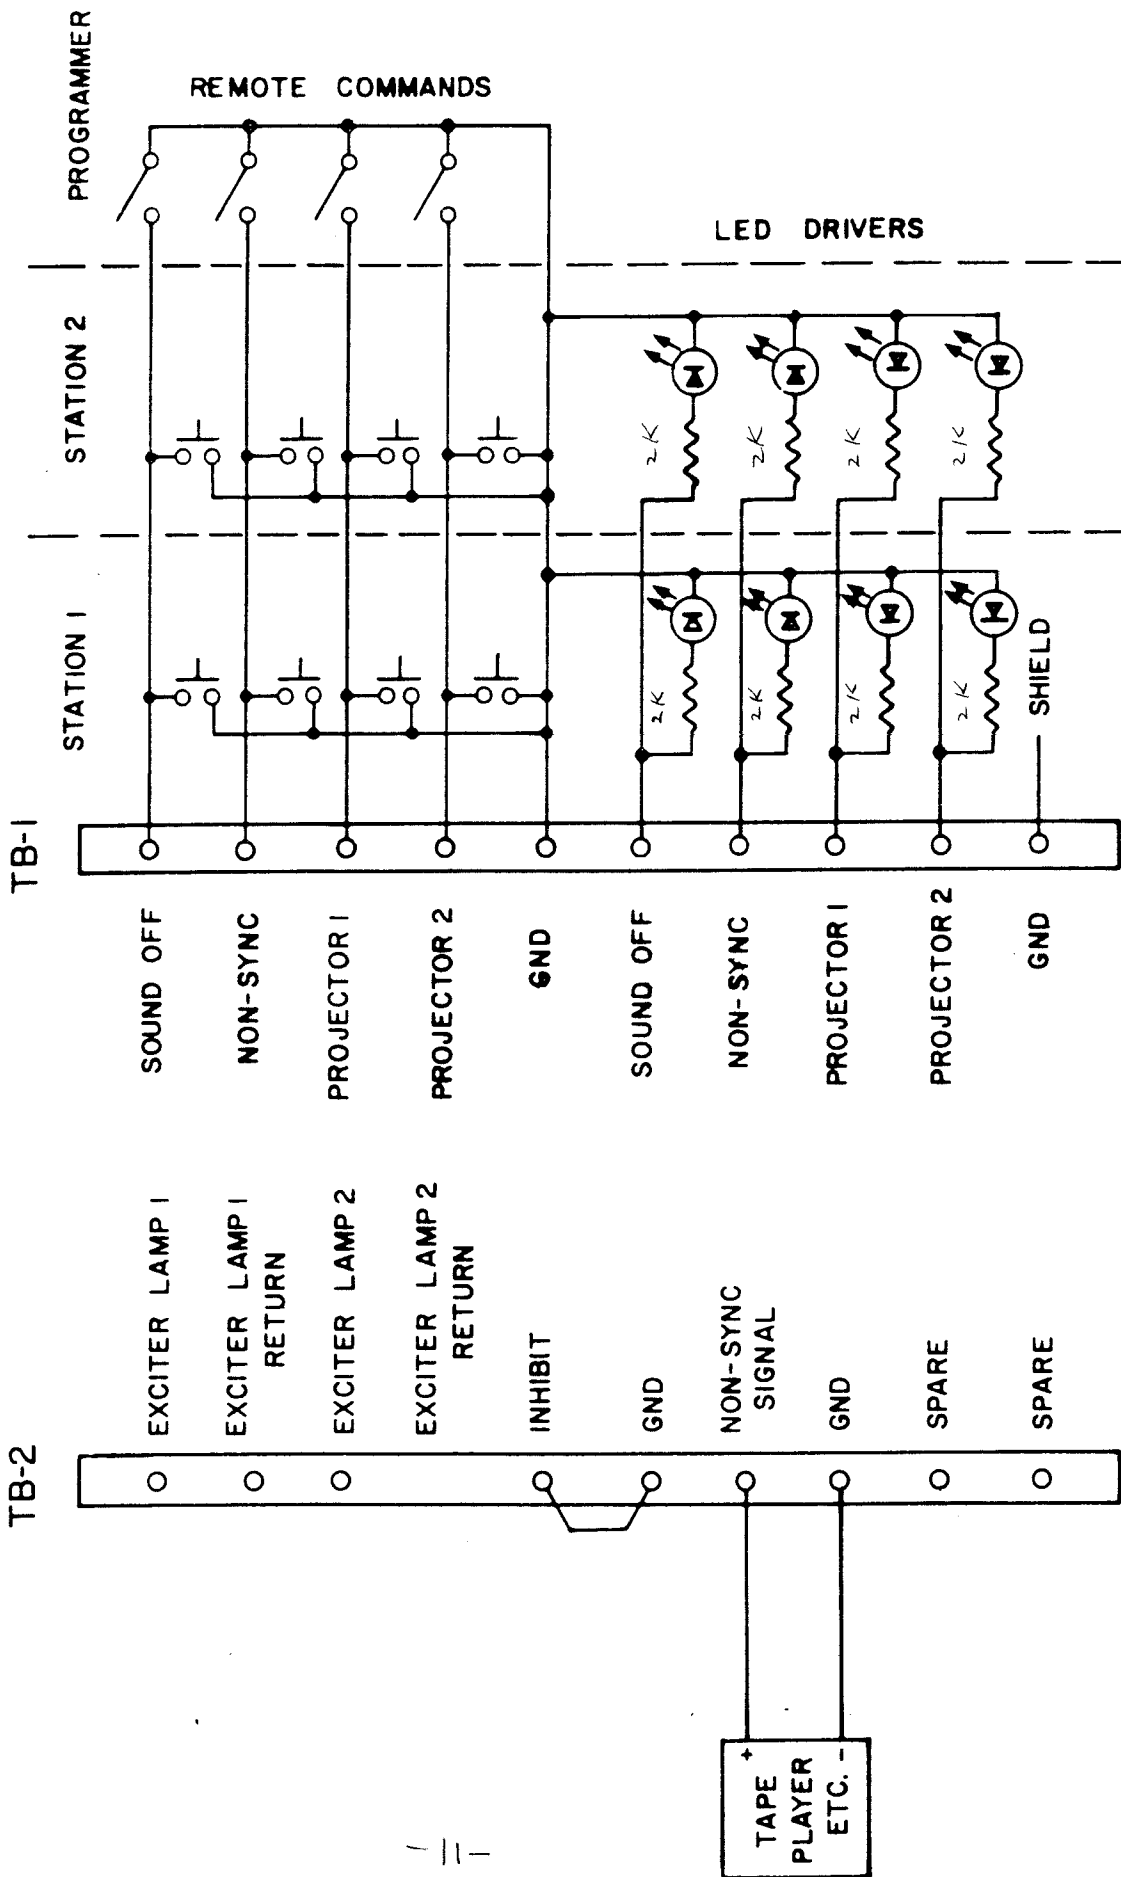 PROGRAMMER
REMOTE COMMANDS
LED DRIVERS
STATION 2
2K
2K
2K
2K
STATION 1
2K
2K
2K
2K
SHIELD
TB-1
SOUND OFF
NON-SYNC
PROJECTOR 1
PROJECTOR 2
GND
SOUND OFF
NON-SYNC
PROJECTOR 1
PROJECTOR 2
GND
EXCITER LAMP 1
EXCITER LAMP 1
RETURN
EXCITER LAMP 2
EXCITER LAMP 2
RETURN
INHIBIT
GND
NON-SYNC
SIGNAL
GND
SPARE
SPARE
TB-2
+
-
TAPE
PLAYER
ETC.
-11-